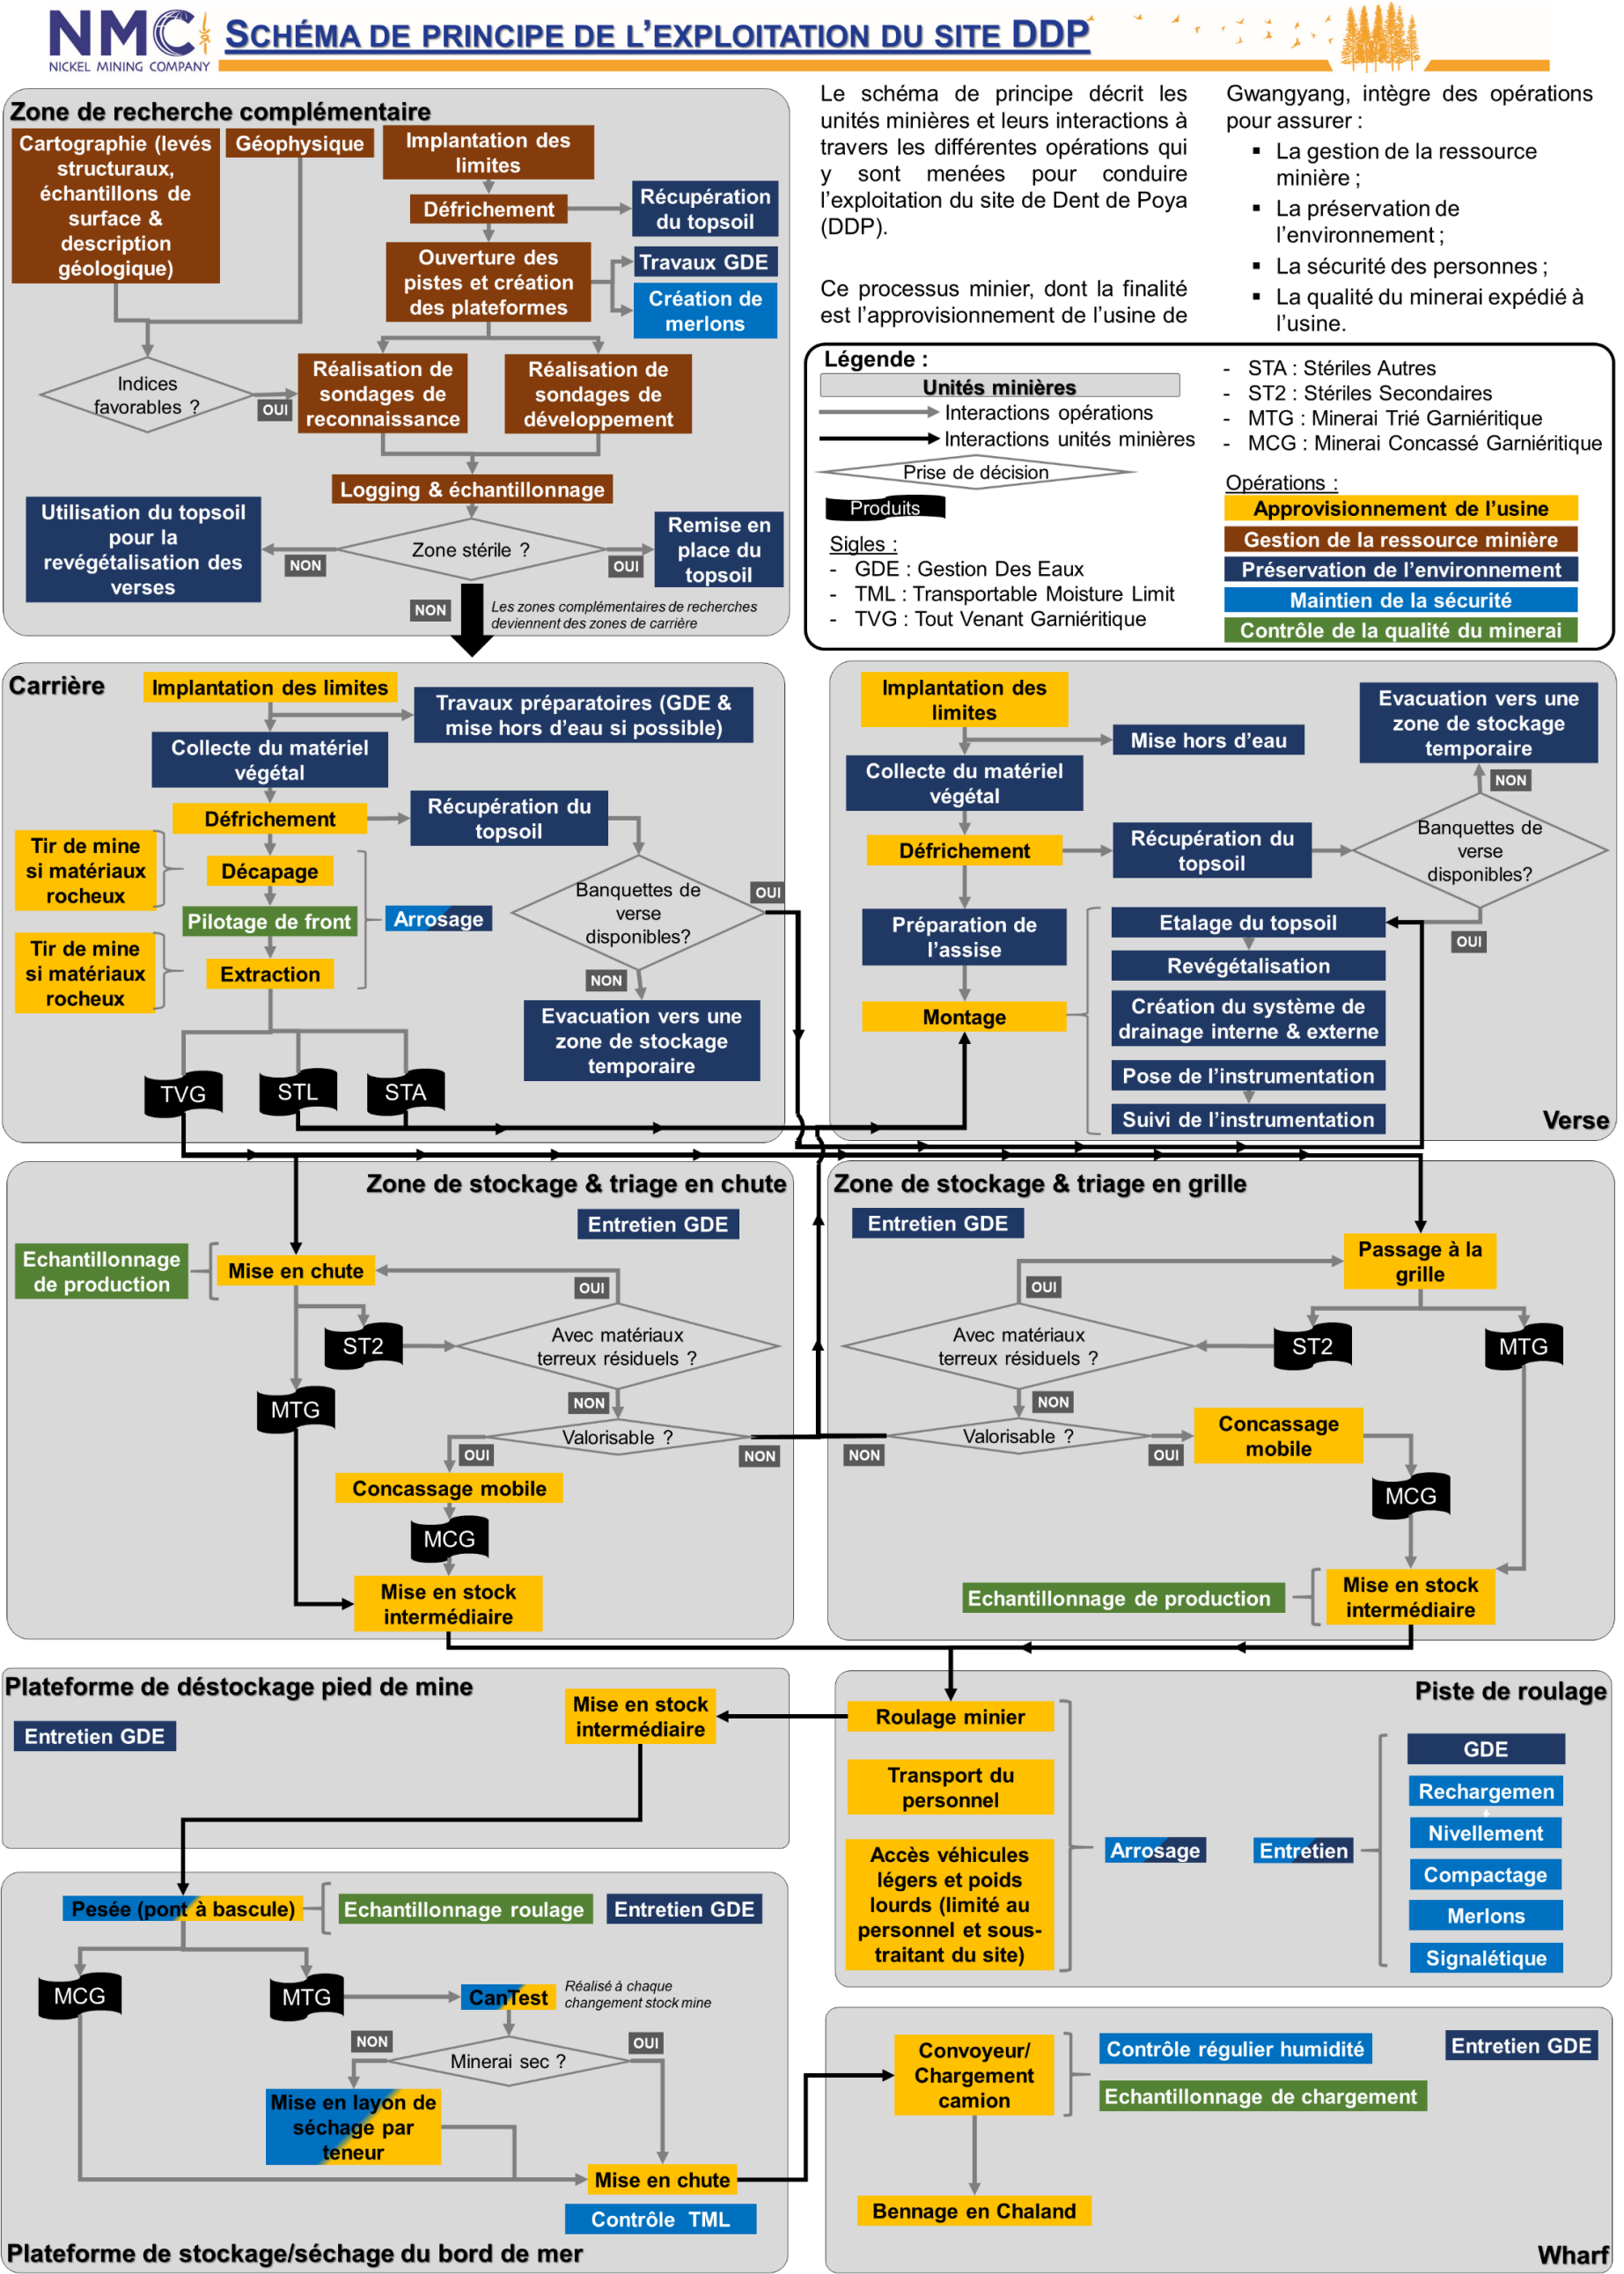 NMC
NICKEL MINING COMPANY
SCHÉMA DE PRINCIPE DE L'EXPLOITATION DU SITE DDP
Zone de recherche complémentaire
Cartographie (levés
structuraux,
échantillons de
surface &
description
géologique)
Géophysique
Implantation des
limites
Défrichement
Récupération
du topsoil
Ouverture des
pistes et création
des plateformes
Travaux GDE
Création de
merlons
Indices
favorables ?
OUI
Réalisation de
sondages de
reconnaissance
Réalisation de
sondages de
développement
Logging & échantillonnage
Utilisation du topsoil
pour la
revégétalisation des
verses
NON
Zone stérile ?
OUI
Remise en
place du
topsoil
NON
Les zones complémentaires de recherches
deviennent des zones de carrière
Le schéma de principe décrit les
unités minières et leurs interactions à
travers les différentes opérations qui
y sont menées pour conduire
l'exploitation du site de Dent de Poya
(DDP).
Ce processus minier, dont la finalité
est l'approvisionnement de l'usine de
Gwangyang, intègre des opérations
pour assurer :
▪ La gestion de la ressource
minière ;
▪ La préservation de
l'environnement ;
▪ La sécurité des personnes ;
▪ La qualité du minerai expédié à
l'usine.
Légende :
Unités minières
Interactions opérations
Interactions unités minières
Prise de décision
Produits
Sigles :
- GDE : Gestion Des Eaux
- TML : Transportable Moisture Limit
- TVG : Tout Venant Garniéritique
- STA : Stériles Autres
- ST2 : Stériles Secondaires
- MTG : Minerai Trié Garniéritique
- MCG : Minerai Concassé Garniéritique
Opérations :
Approvisionnement de l'usine
Gestion de la ressource minière
Préservation de l'environnement
Maintien de la sécurité
Contrôle de la qualité du minerai
Carrière
Implantation des limites
Travaux préparatoires (GDE &
mise hors d'eau si possible)
Collecte du matériel
végétal
Défrichement
Récupération du
topsoil
Tir de mine
si matériaux
rocheux
Décapage
Pilotage de front
Arrosage
Tir de mine
si matériaux
rocheux
Extraction
Banquettes de
verse
disponibles?
OUI
NON
Evacuation vers une
zone de stockage
temporaire
TVG
STL
STA
Implantation des
limites
Mise hors d'eau
Collecte du matériel
végétal
Défrichement
Récupération du
topsoil
Evacuation vers une
zone de stockage
temporaire
NON
Banquettes de
verse
disponibles?
OUI
Préparation de
l'assise
Montage
Etalage du topsoil
Revégétalisation
Création du système de
drainage interne & externe
Pose de l'instrumentation
Suivi de l'instrumentation
Verse
Zone de stockage & triage en chute
Entretien GDE
Echantillonnage
de production
Mise en chute
OUI
ST2
Avec matériaux
terreux résiduels ?
MTG
NON
Valorisable ?
OUI
NON
Concassage mobile
MCG
Mise en stock
intermédiaire
Zone de stockage & triage en grille
Entretien GDE
Passage à la
grille
OUI
Avec matériaux
terreux résiduels ?
ST2
MTG
NON
Valorisable ?
NON
OUI
Concassage
mobile
MCG
Echantillonnage de production
Mise en stock
intermédiaire
Plateforme de déstockage pied de mine
Entretien GDE
Mise en stock
intermédiaire
Piste de roulage
Roulage minier
Transport du
personnel
Accès véhicules
légers et poids
lourds (limité au
personnel et sous-
traitant du site)
Arrosage
Entretien
GDE
Rechargemen
Nivellement
Compactage
Merlons
Signalétique
Pesée (pont à bascule)
Echantillonnage roulage
Entretien GDE
MCG
MTG
CanTest
Réalisé à chaque
changement stock mine
NON
Minerai sec ?
OUI
Mise en layon de
séchage par
teneur
Mise en chute
Contrôle TML
Plateforme de stockage/séchage du bord de mer
Convoyeur/
Chargement
camion
Contrôle régulier humidité
Entretien GDE
Echantillonnage de chargement
Bennage en Chaland
Wharf